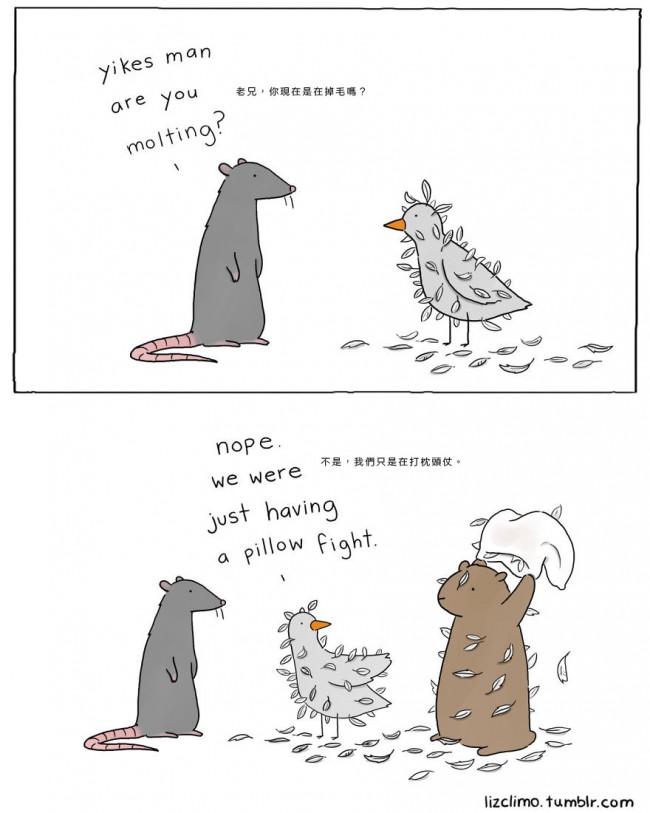 yikes man
are you
molting?
老兄，你現在是在掉毛嗎？
nope.
we were
just having
a pillow fight.
不是，我們只是在打枕頭仗。
lizclimo.tumblr.com